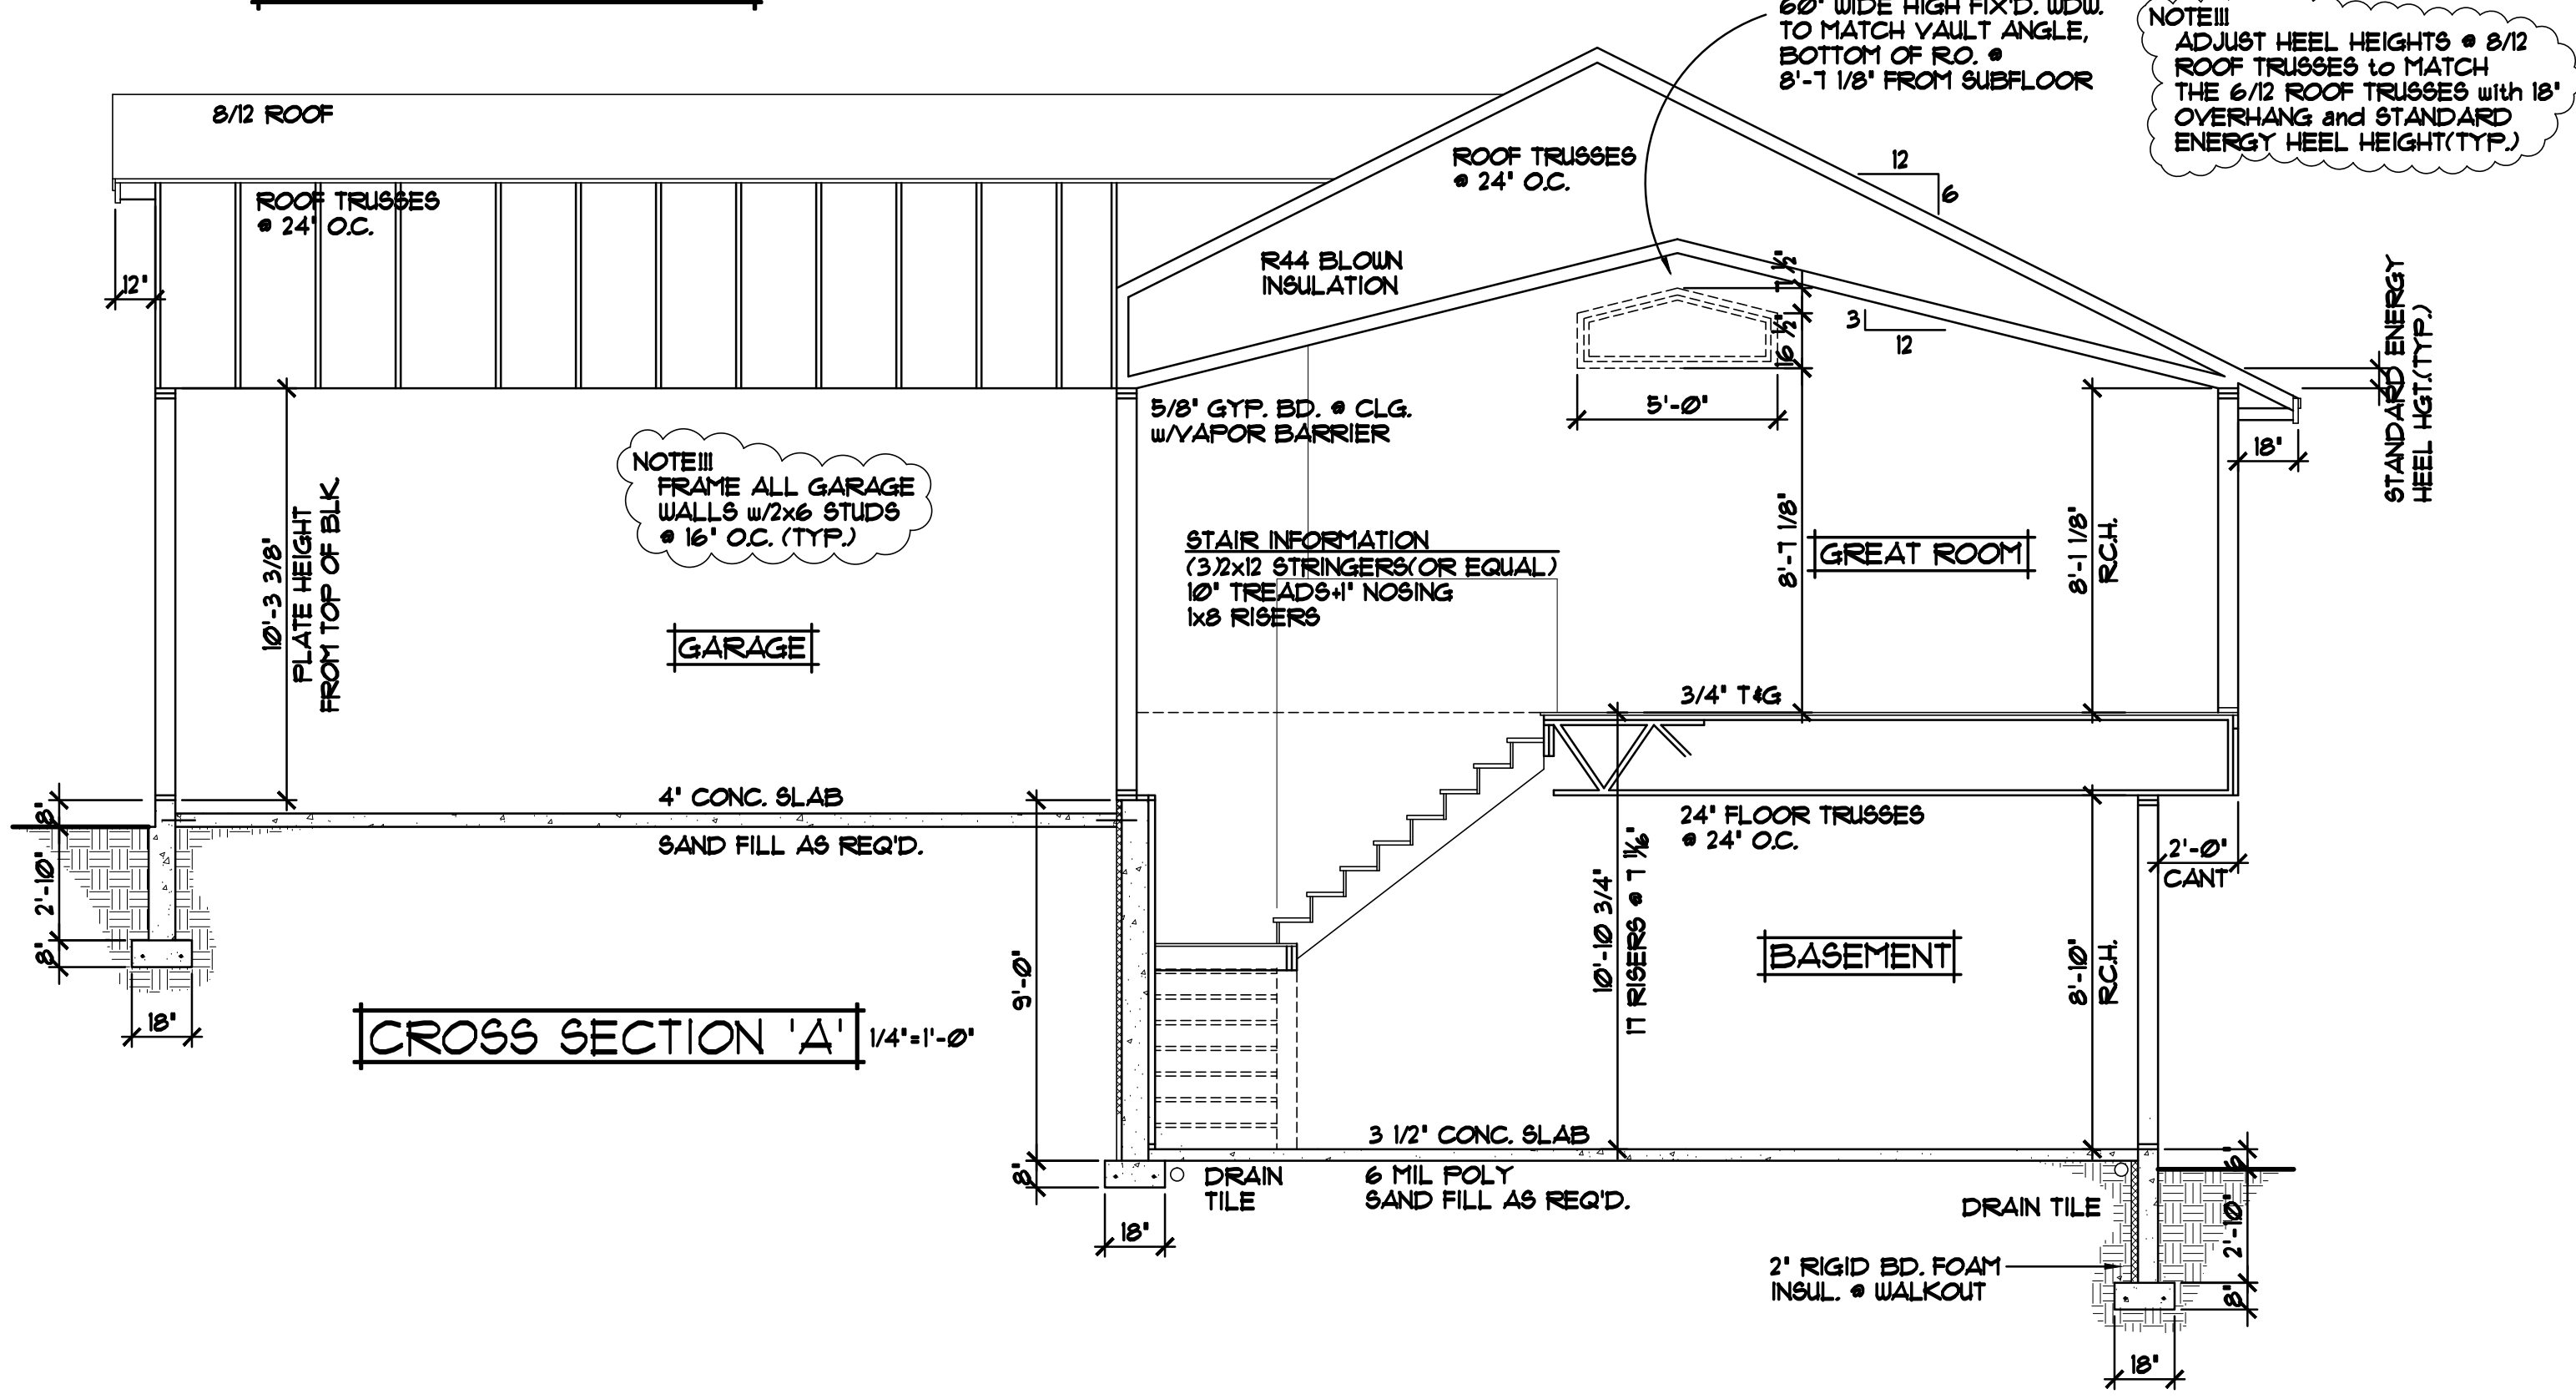 60" WIDE HIGH FIX'D. WDW.
TO MATCH VAULT ANGLE,
BOTTOM OF R.O. @
8'-7 1/8" FROM SUBFLOOR
NOTE!!!
ADJUST HEEL HEIGHTS @ 8/12
ROOF TRUSSES to MATCH
THE 6/12 ROOF TRUSSES with 18"
OVERHANG and STANDARD
ENERGY HEEL HEIGHT(TYP.)
8/12 ROOF
ROOF TRUSSES
@ 24" O.C.
ROOF TRUSSES
@ 24" O.C.
12
6
R44 BLOWN
INSULATION
12"
7 ½"
16 ½"
3
12
STANDARD ENERGY
HEEL HGT.(TYP.)
5'-0"
5/8" GYP. BD. @ CLG.
w/VAPOR BARRIER
18"
NOTE!!!
FRAME ALL GARAGE
WALLS w/2x6 STUDS
@ 16" O.C. (TYP.)
10'-3 3/8"
PLATE HEIGHT
FROM TOP OF BLK.
STAIR INFORMATION
(3)2x12 STRINGERS(OR EQUAL)
10" TREADS+1" NOSING
1x8 RISERS
8'-7 1/8"
GREAT ROOM
8'-1 1/8"
R.C.H.
GARAGE
3/4" T&G
4" CONC. SLAB
SAND FILL AS REQ'D.
8"
2'-10"
8"
18"
24" FLOOR TRUSSES
@ 24" O.C.
2'-0"
CANT
10'-10 3/4"
17 RISERS @ 7 11/16"
BASEMENT
8'-10"
R.C.H.
9'-0"
CROSS SECTION 'A'
1/4"=1'-0"
3 1/2" CONC. SLAB
6 MIL POLY
SAND FILL AS REQ'D.
8"
DRAIN
TILE
18"
DRAIN TILE
6"
2'-10"
8"
2" RIGID BD. FOAM
INSUL. @ WALKOUT
18"